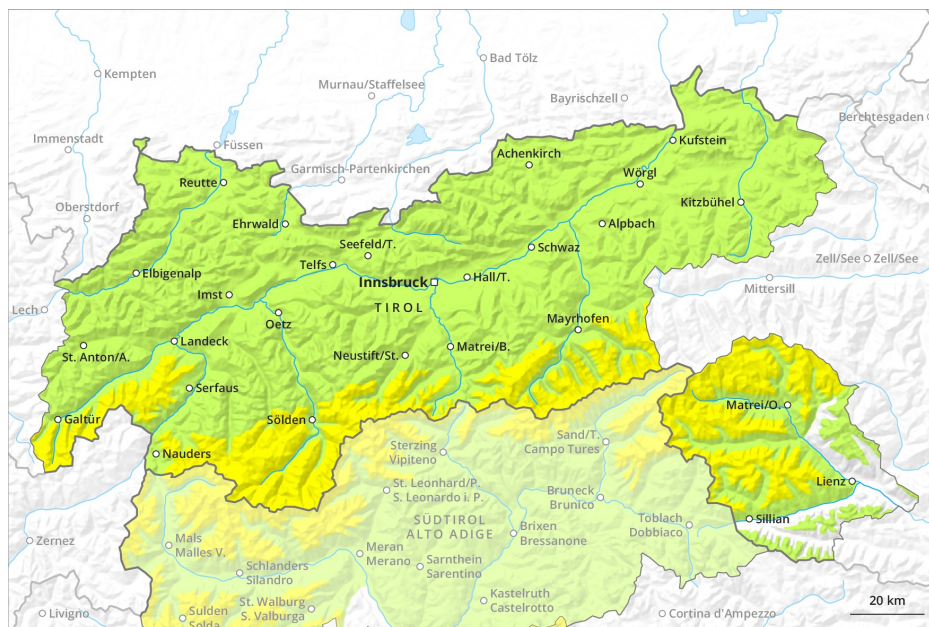 Kempten
Bad Tölz
Murnau/Staffelsee
Bayrischzell
Berchtesgaden
Immenstadt
Füssen
Kufstein
Achenkirch
Garmisch-Partenkirchen
Wörgl
Reutte
Oberstdorf
Kitzbühel
Ehrwald
Alpbach
Seefeld/T.
Schwaz
Zell/See
Zell/See
Telfs
Elbigenalp
Hall/T.
Mittersill
Innsbruck
Imst
Lech
TIROL
Oetz
Mayrhofen
Landeck
Matrei/B.
St. Anton/A.
Neustift/St.
Serfaus
Matrei/O.
Galtür
Sölden
Sand/T.
Campo Tures
Sterzing
Vipiteno
Nauders
Lienz
St. Leonhard/P.
S. Leonardo i. P.
Bruneck
Brunico
Sillian
SÜDTIROL
ALTO ADIGE
Toblach
Dobbiaco
Brixen
Bressanone
Zernez
Mals
Malles V.
Meran
Merano
Sarnthein
Sarentino
Schlanders
Silandro
Kastelruth
Castelrotto
20 km
St. Walburg
S. Valburga
Livigno
Sulden
Solda
Cortina d'Ampezzo